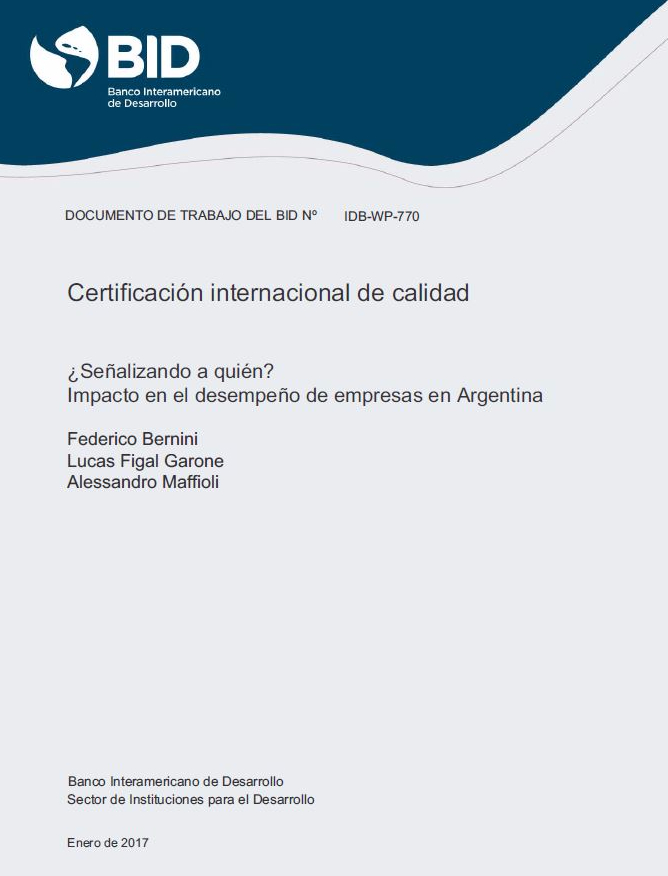 BID
Banco Interamericano
de Desarrollo
DOCUMENTO DE TRABAJO DEL BID Nº IDB-WP-770
Certificación internacional de calidad
¿Señalizando a quién?
Impacto en el desempeño de empresas en Argentina
Federico Bernini
Lucas Figal Garone
Alessandro Maffioli
Banco Interamericano de Desarrollo
Sector de Instituciones para el Desarrollo
Enero de 2017